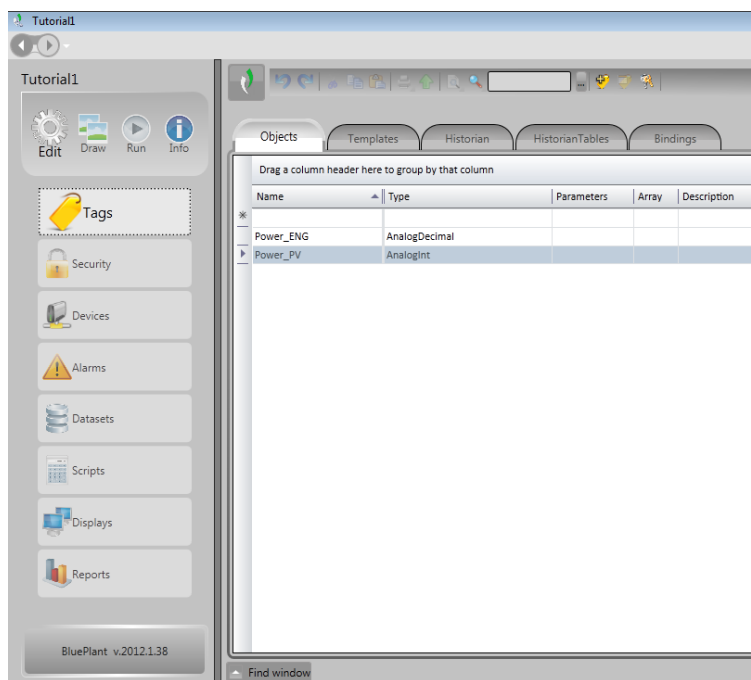 Tutorial1
Tutorial1
Edit Draw Run Info
Tags
Security
Devices
Alarms
Datasets
Scripts
Displays
Reports
BluePlant v.2012.1.38
Objects Templates Historian HistorianTables Bindings
Drag a column header here to group by that column
Name Type Parameters Array Description
Power_ENG AnalogDecimal
Power_PV AnalogInt
Find window